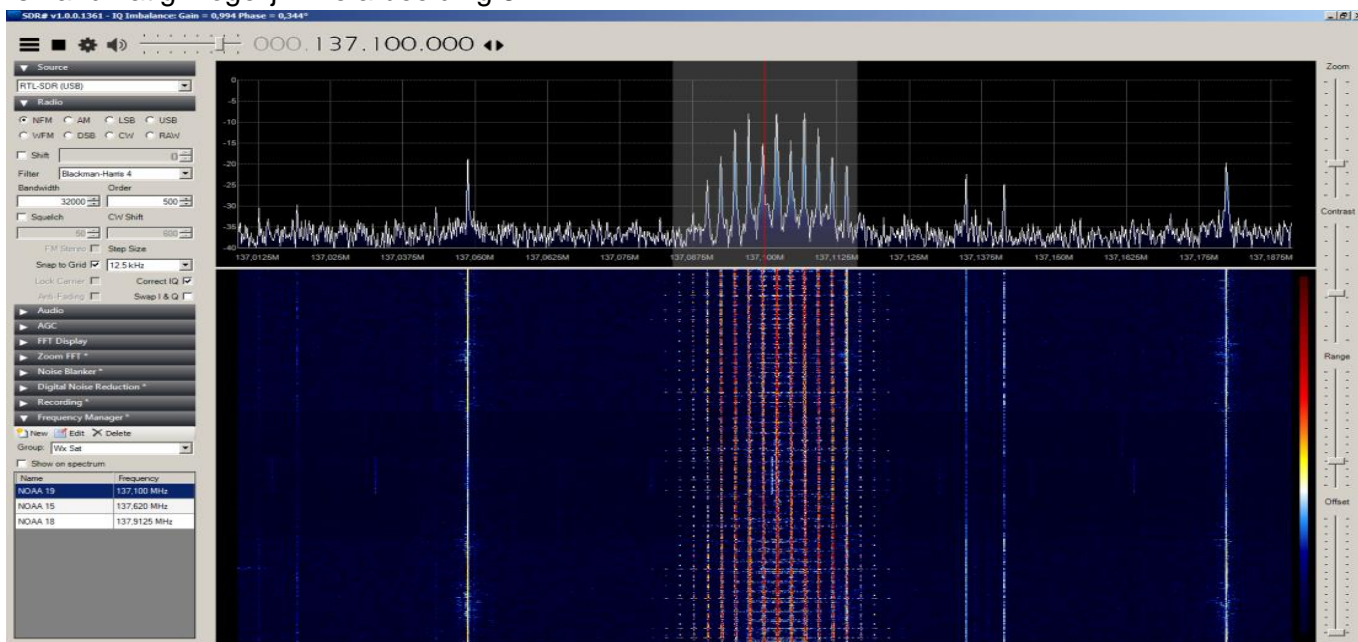 SDR# v1.0.0.1361 - IQ Imbalance: Gain = 0,994 Phase = 0,344°
000.137.100.000
Source
RTL-SDR (USB)
Radio
NFM AM LSB USB
WFM DSB CW RAW
Shift 0
Filter Blackman-Harris 4
Bandwidth Order
32000 500
Squelch CW Shift
50 600
FM Stereo Step Size
Snap to Grid 12.5 kHz
Lock Carrier Correct IQ
Anti-Fading Swap I & Q
Audio
AGC
FFT Display
Zoom FFT *
Noise Blanker *
Digital Noise Reduction *
Recording *
Frequency Manager *
New Edit Delete
Group: Wx Sat
Show on spectrum
Name Frequency
NOAA 19 137,100 MHz
NOAA 15 137,620 MHz
NOAA 18 137,9125 MHz
0
-5
-10
-15
-20
-25
-30
-35
-40
137,0125M 137,025M 137,0375M 137,050M 137,0625M 137,075M 137,0875M 137,100M 137,1125M 137,125M 137,1375M 137,150M 137,1625M 137,175M 137,1875M
Zoom
Contrast
Range
Offset